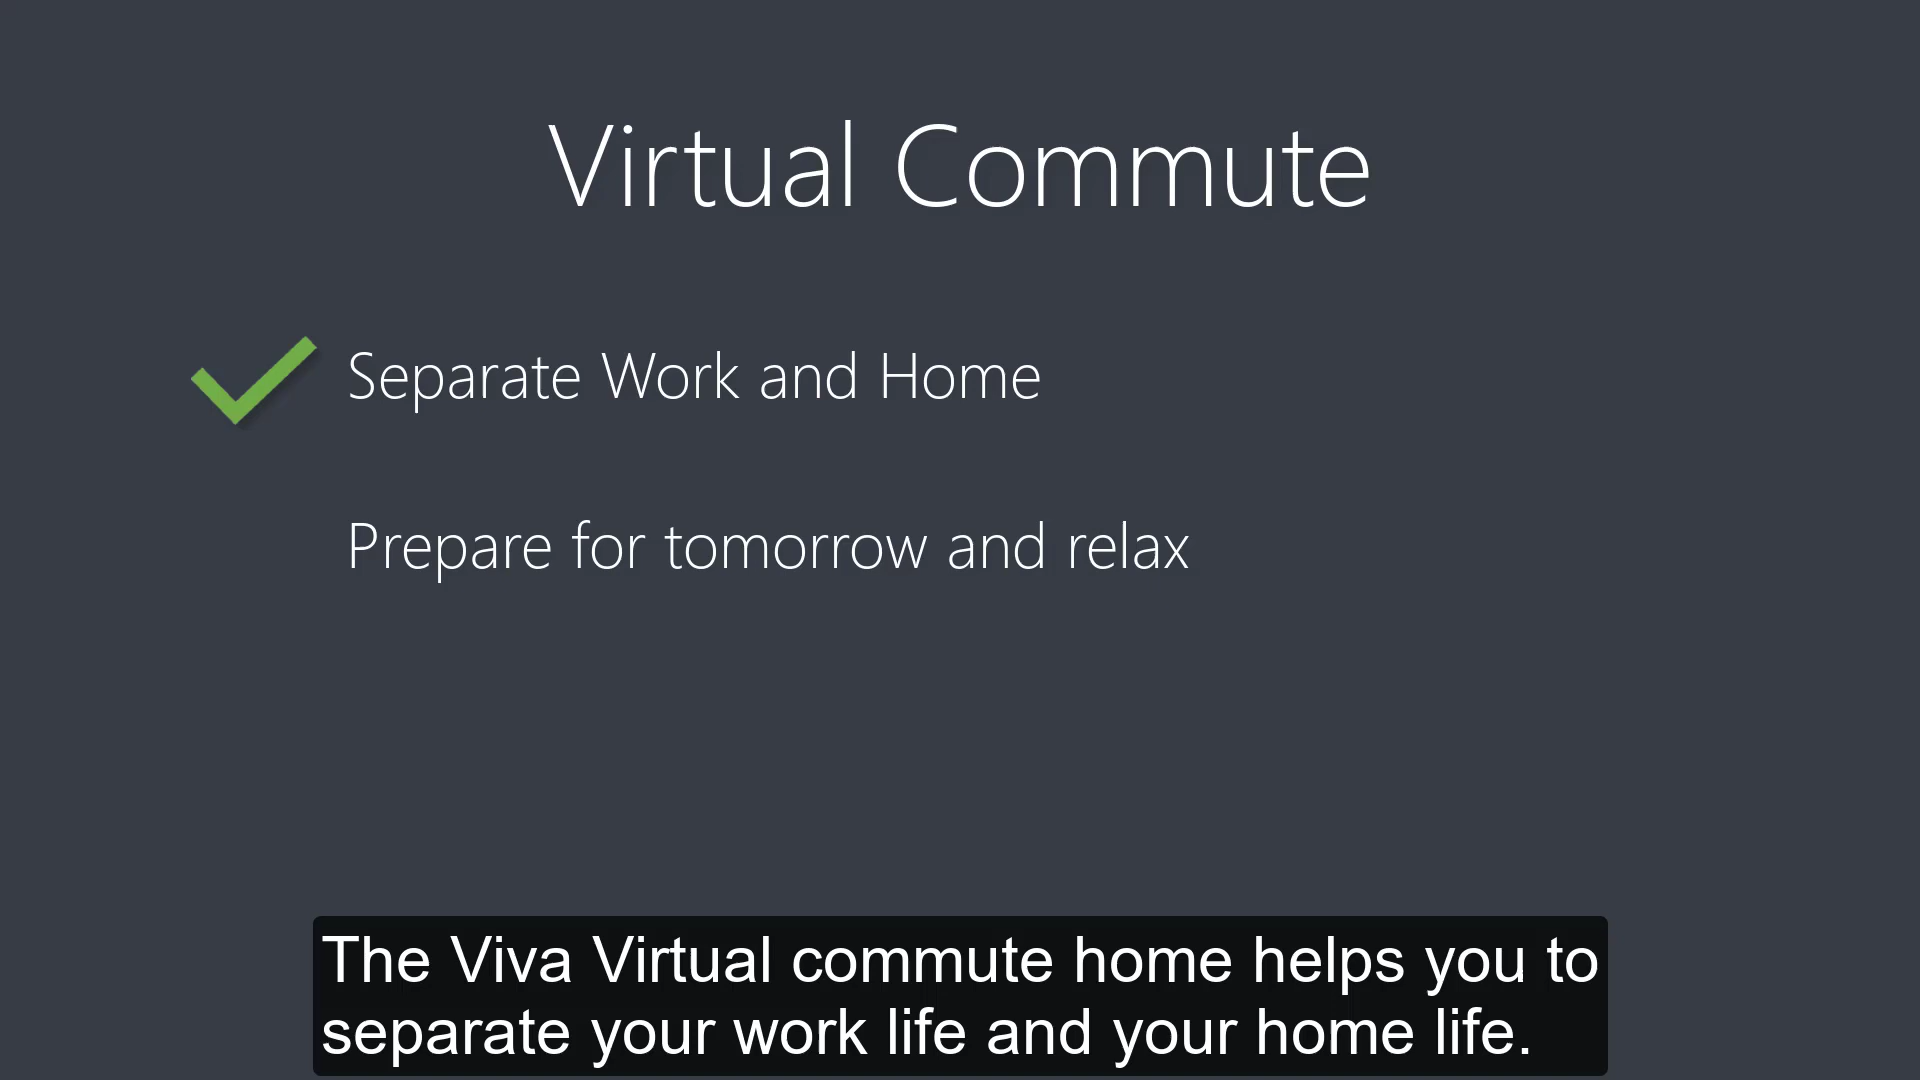 Virtual Commute
Separate Work and Home
Prepare for tomorrow and relax
The Viva Virtual commute home helps you to
separate your work life and your home life.